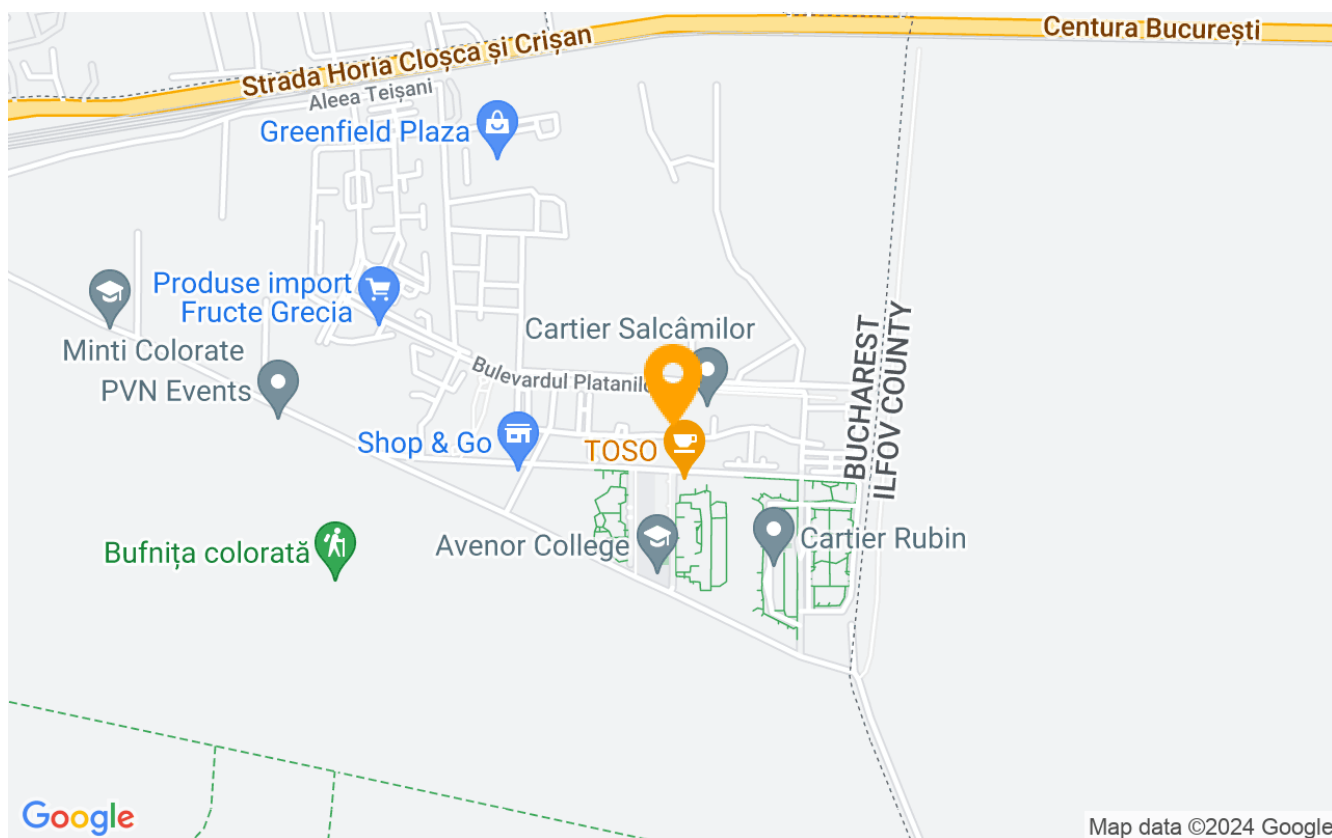 Centura București
Strada Horia Cloșca și Crișan
Aleea Teișani
Greenfield Plaza
Produse import
Fructe Grecia
Minti Colorate
PVN Events
Cartier Salcâmilor
Bulevardul Platanilo
BUCHAREST
ILFOV COUNTY
Shop & Go
TOSO
Avenor College
Cartier Rubin
Bufnița colorată
Google
Map data ©2024 Google